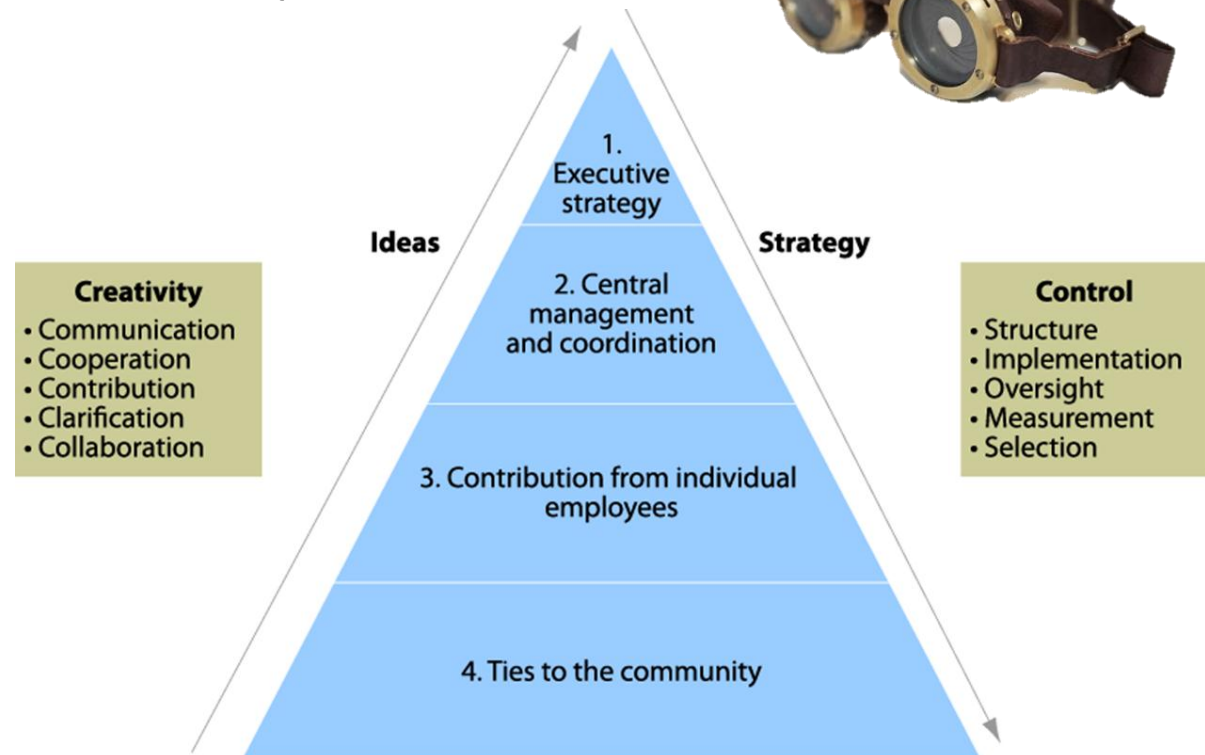 1.
Executive
strategy
Ideas
Strategy
2. Central
management
and coordination
Creativity
• Communication
• Cooperation
• Contribution
• Clarification
• Collaboration
Control
• Structure
• Implementation
• Oversight
• Measurement
• Selection
3. Contribution from individual
employees
4. Ties to the community